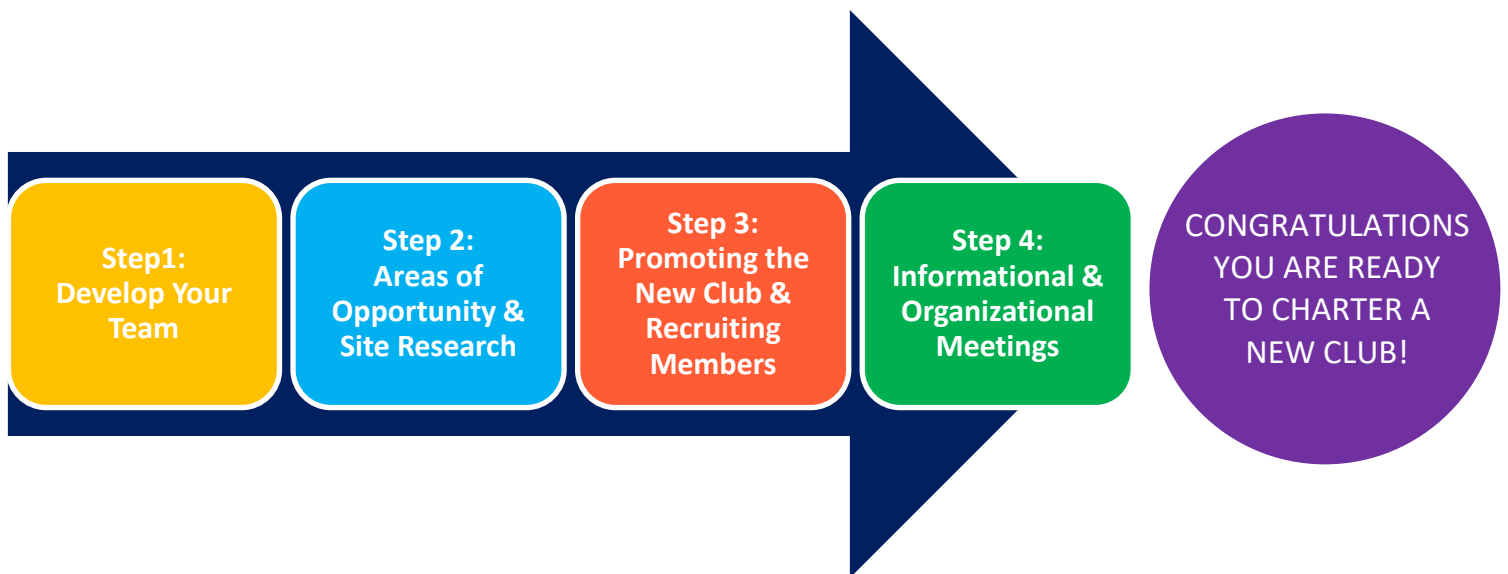 Step1:
Develop Your
Team
Step 2:
Areas of
Opportunity &
Site Research
Step 3:
Promoting the
New Club &
Recruiting
Members
Step 4:
Informational &
Organizational
Meetings
CONGRATULATIONS
YOU ARE READY
TO CHARTER A
NEW CLUB!